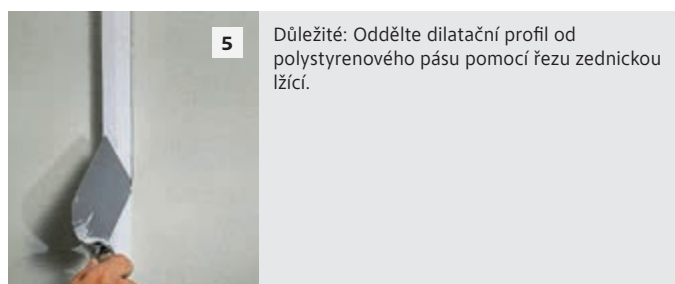 5
Důležité: Oddělte dilatační profil od
polystyrenového pásu pomocí řezu zednickou
lžící.